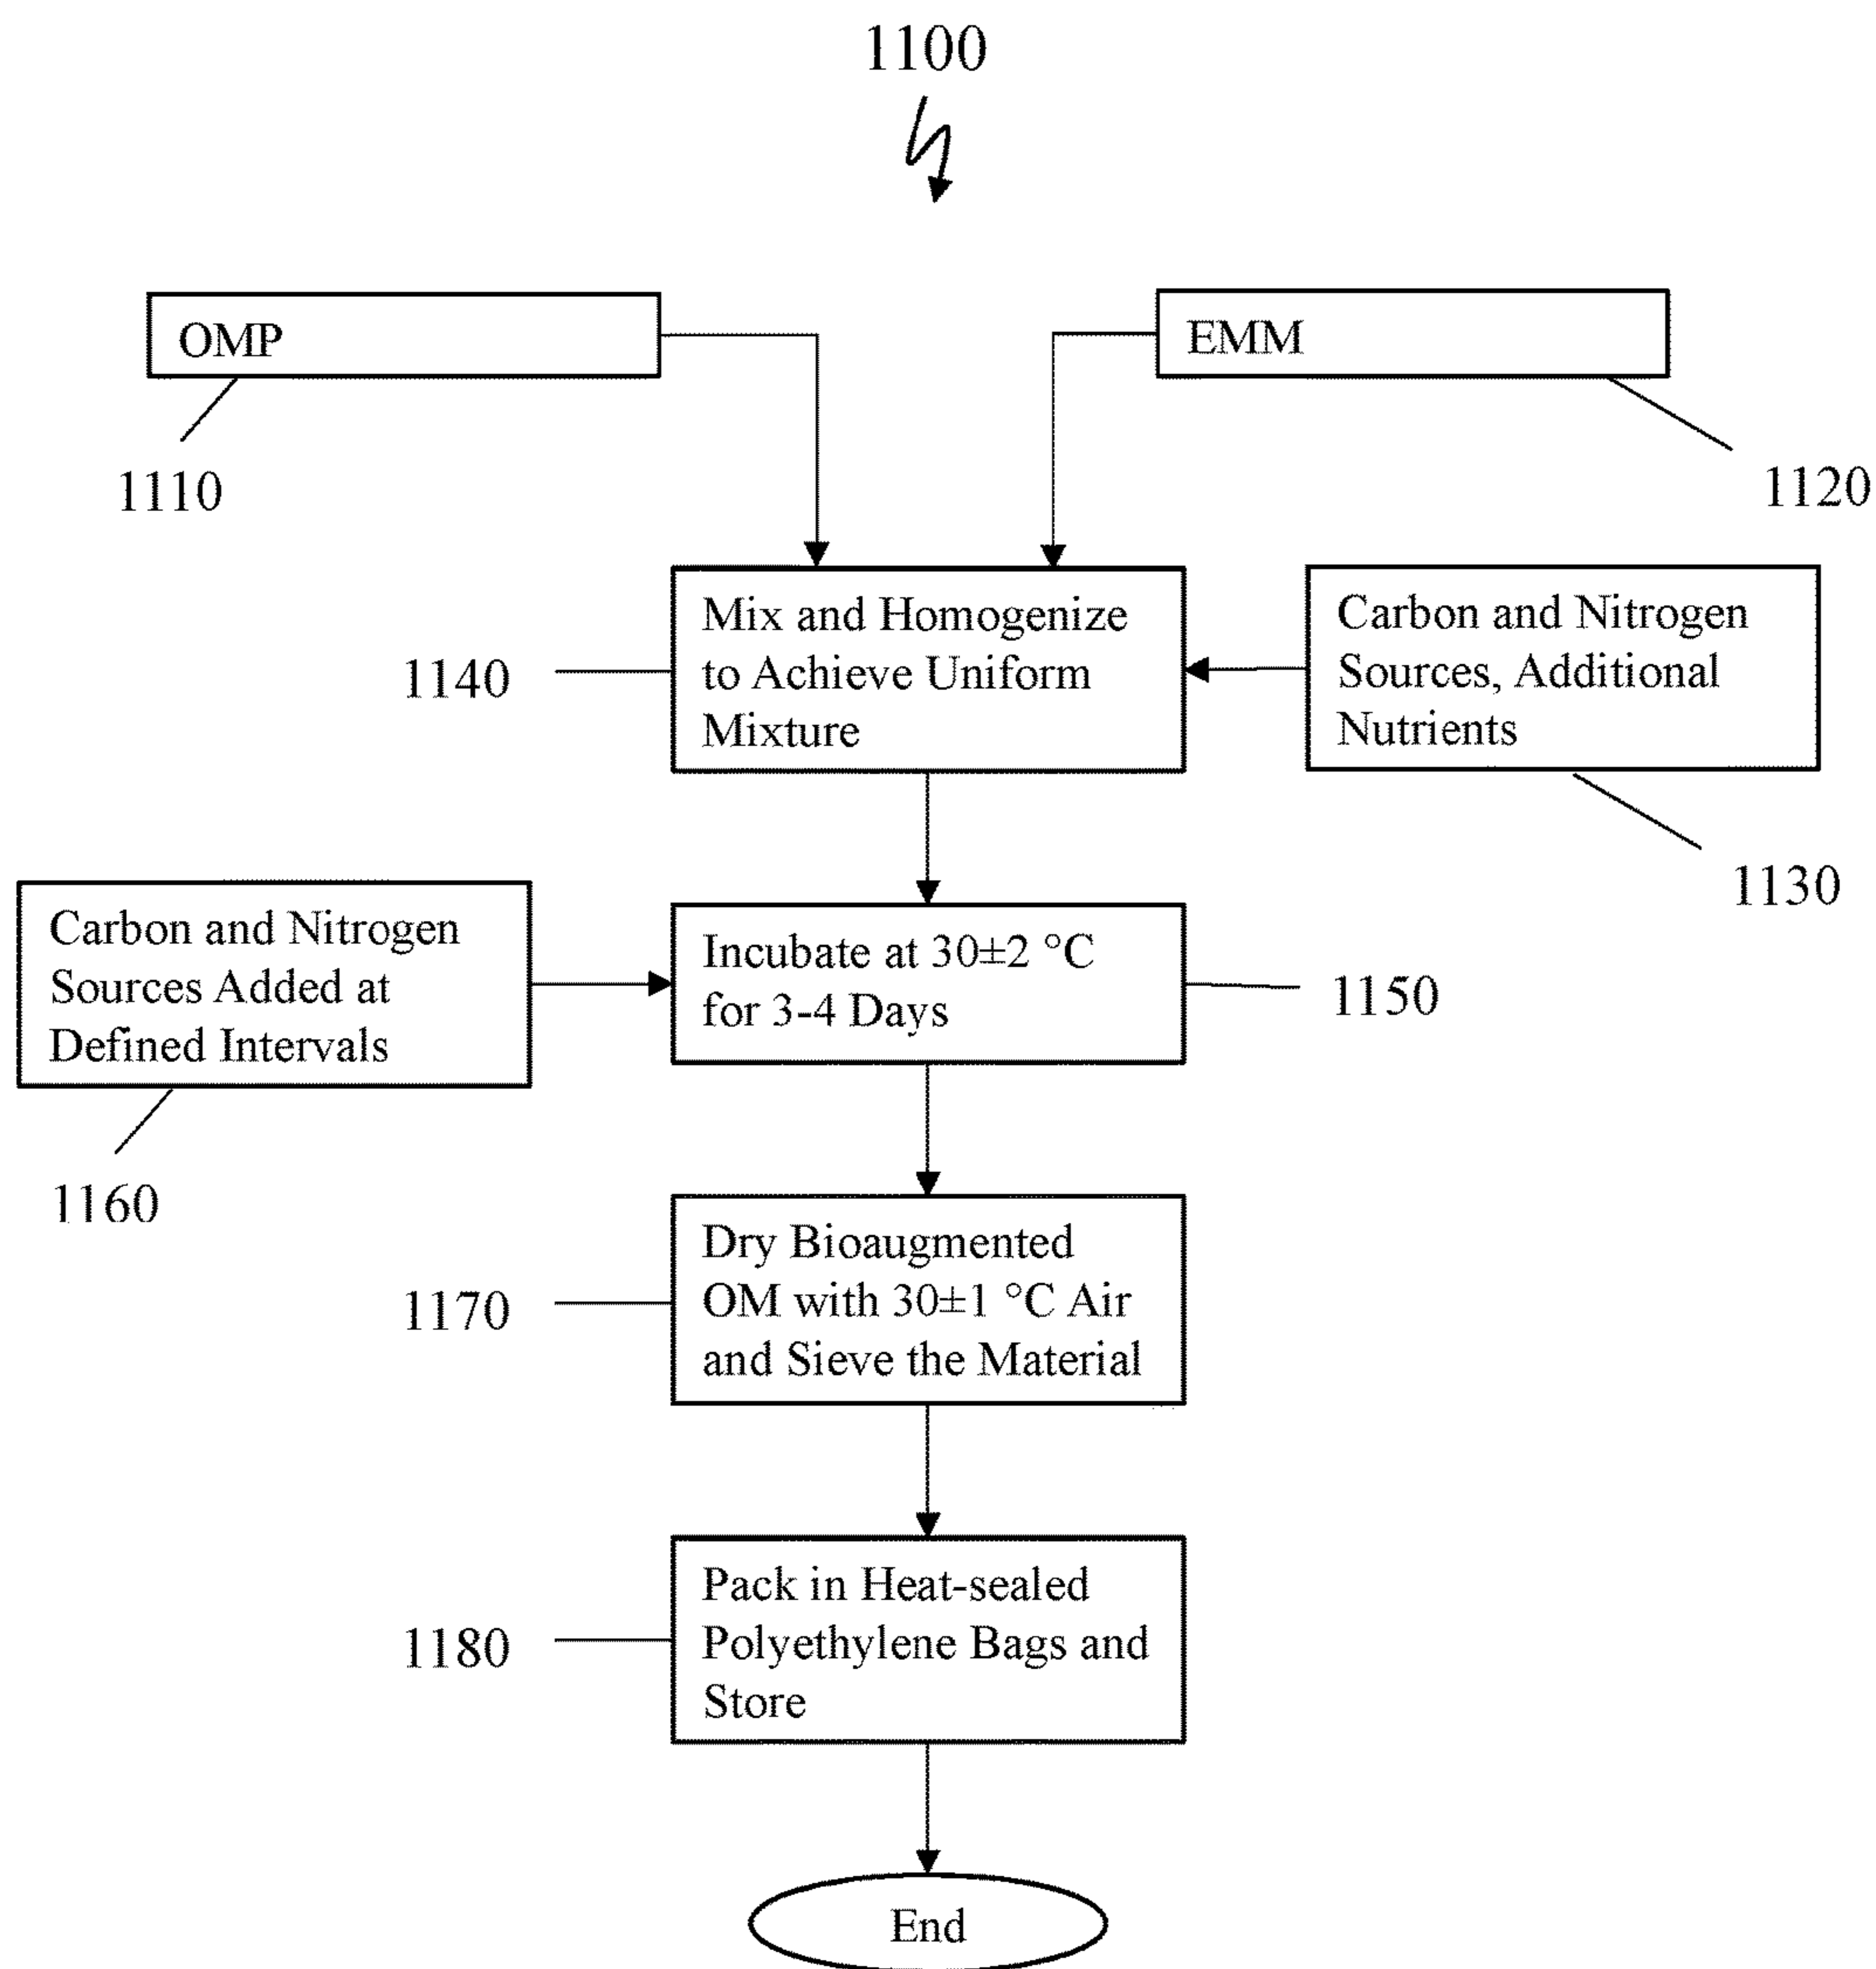 1100
OMP
EMM
1110
1120
Mix and Homogenize
to Achieve Uniform
Mixture
1140
Carbon and Nitrogen
Sources, Additional
Nutrients
1130
Carbon and Nitrogen
Sources Added at
Defined Intervals
1160
Incubate at 30±2 °C
for 3-4 Days
1150
Dry Bioaugmented
OM with 30±1 °C Air
and Sieve the Material
1170
Pack in Heat-sealed
Polyethylene Bags and
Store
1180
End